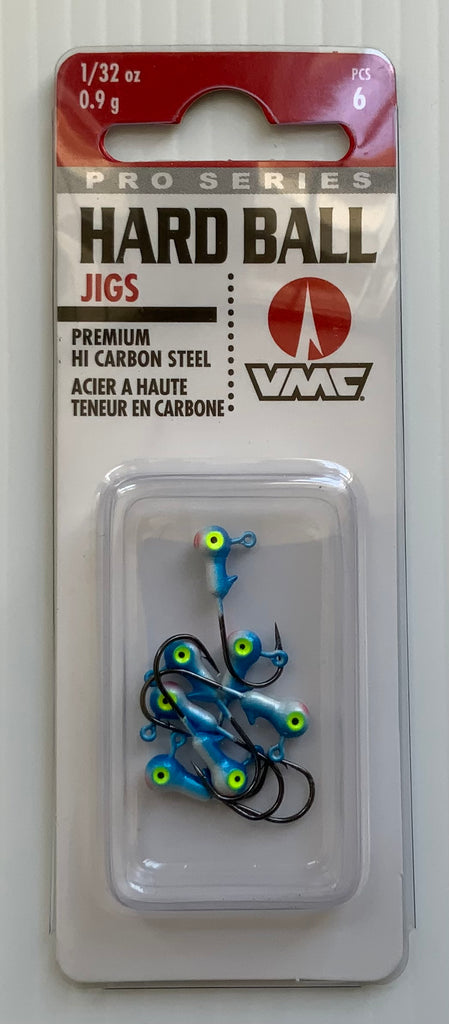 1/32 oz
0.9 g
PCS
6
PRO SERIES
HARD BALL
JIGS
PREMIUM
HI CARBON STEEL
ACIER A HAUTE
TENEUR EN CARBONE
VMC